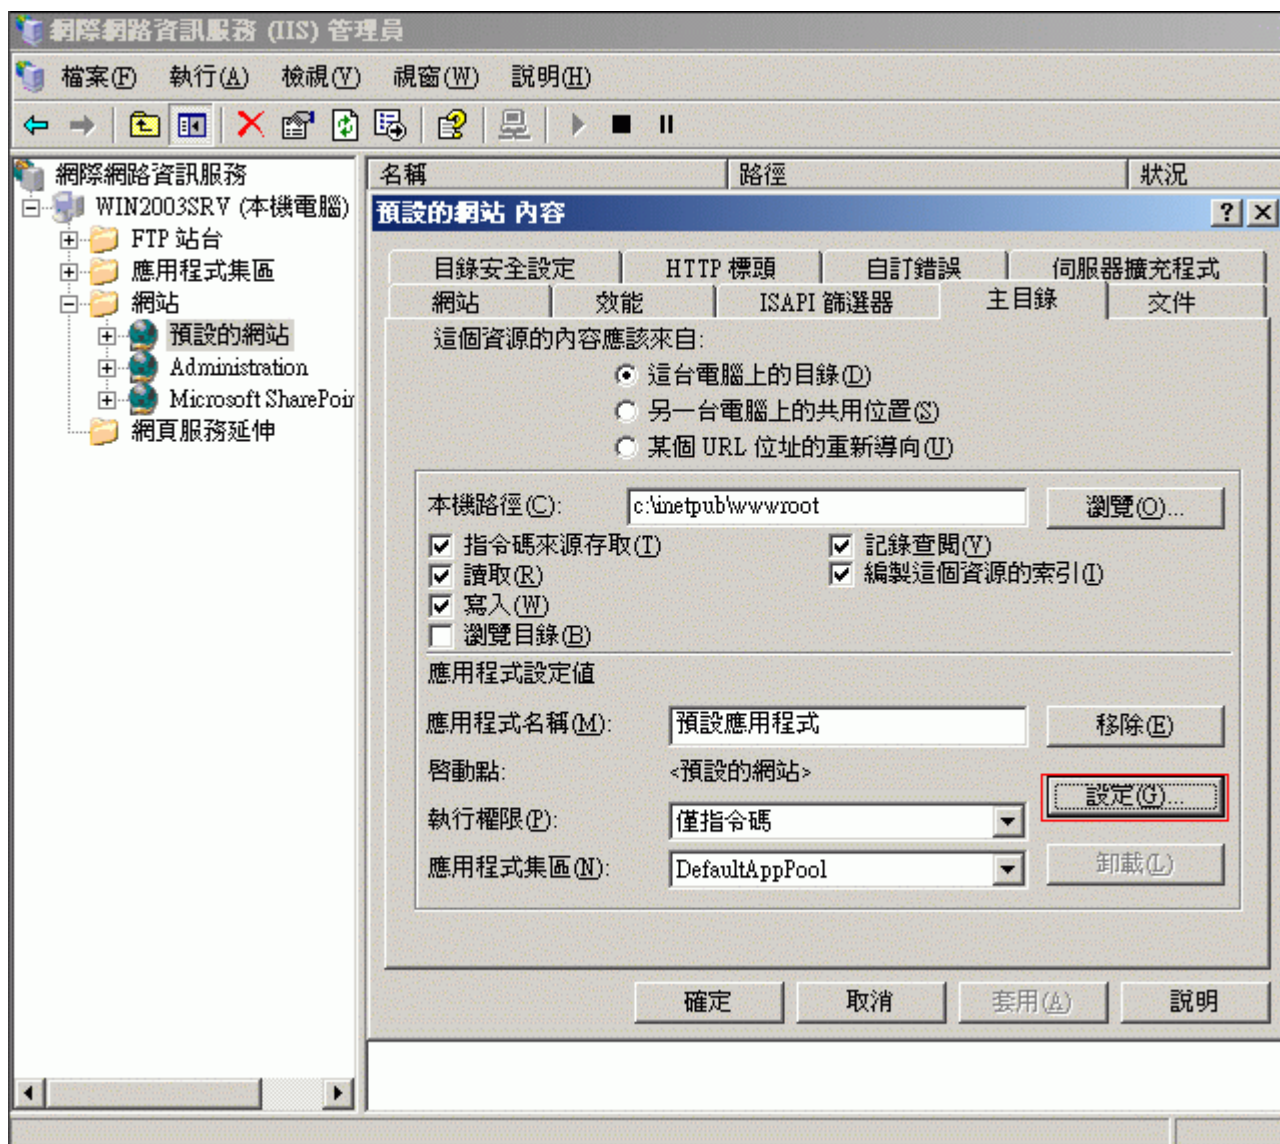 網際網路資訊服務 (IIS) 管理員
檔案(F) 執行(A) 檢視(V) 視窗(W) 說明(H)
網際網路資訊服務
WIN2003SRV (本機電腦)
FTP 站台
應用程式集區
網站
預設的網站
Administration
Microsoft SharePoin
網頁服務延伸
名稱 路徑 狀況
預設的網站 內容
目錄安全設定 HTTP 標頭 自訂錯誤 伺服器擴充程式
網站 效能 ISAPI 篩選器 主目錄 文件
這個資源的內容應該來自:
這台電腦上的目錄(D)
另一台電腦上的共用位置(S)
某個 URL 位址的重新導向(U)
本機路徑(C): c:\inetpub\wwwroot 瀏覽(O)...
指令碼來源存取(T) 記錄查閱(V)
讀取(R) 編製這個資源的索引(I)
寫入(W)
瀏覽目錄(B)
應用程式設定值
應用程式名稱(M): 預設應用程式 移除(E)
啓動點: <預設的網站> 設定(G)...
執行權限(P): 僅指令碼
應用程式集區(N): DefaultAppPool 卸載(L)
確定 取消 套用(A) 說明